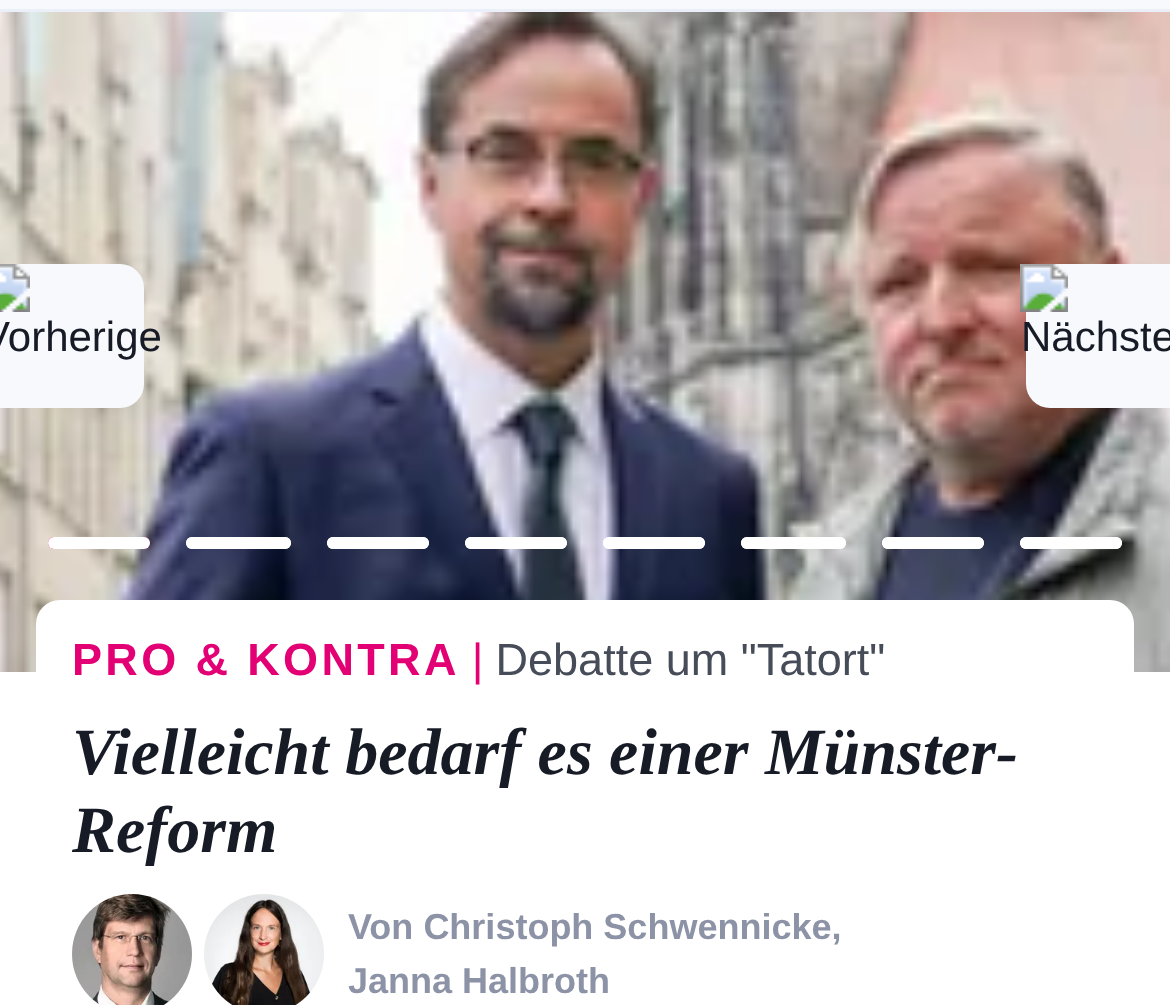 Vorherige
Nächste
PRO & KONTRA | Debatte um "Tatort"
Vielleicht bedarf es einer Münster-
Reform
Von Christoph Schwennicke,
Janna Halbroth